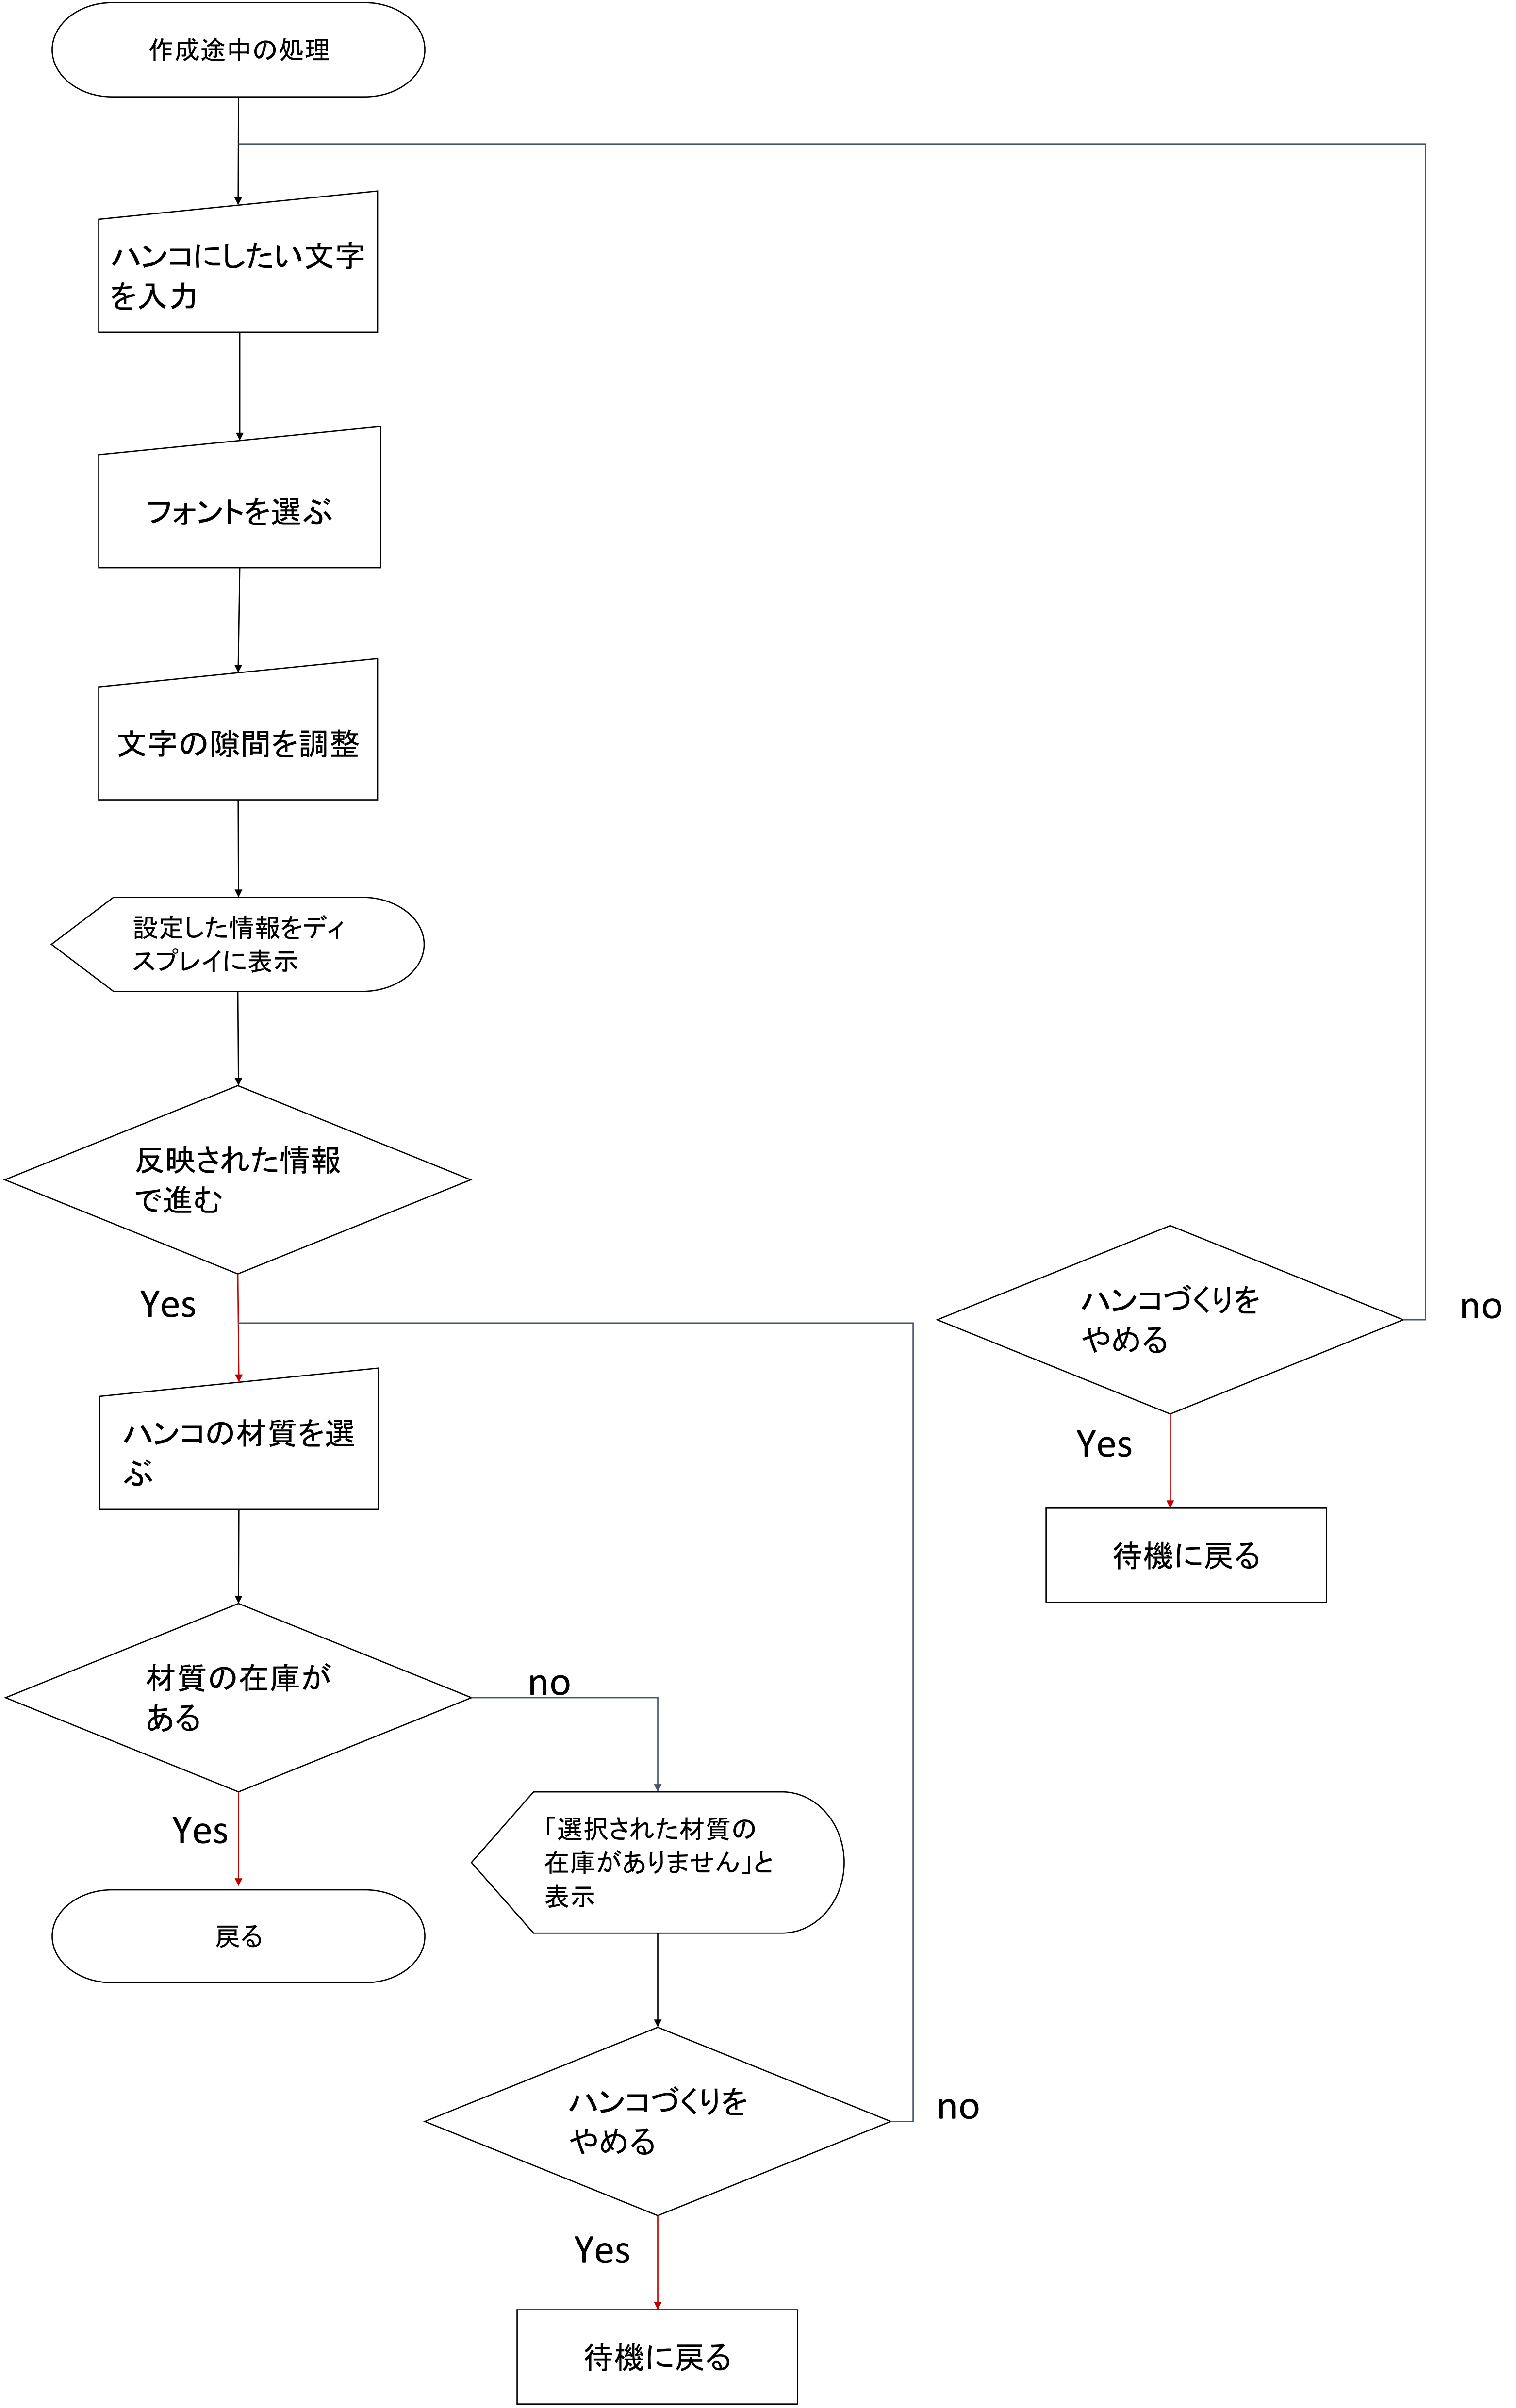 作成途中の処理
ハンコにしたい文字
を入力
フォントを選ぶ
文字の隙間を調整
設定した情報をディ
スプレイに表示
反映された情報
で進む
Yes
ハンコづくりを
やめる
no
Yes
待機に戻る
ハンコの材質を選
ぶ
材質の在庫が
ある
no
Yes
「選択された材質の
在庫がありません」と
表示
戻る
ハンコづくりを
やめる
no
Yes
待機に戻る